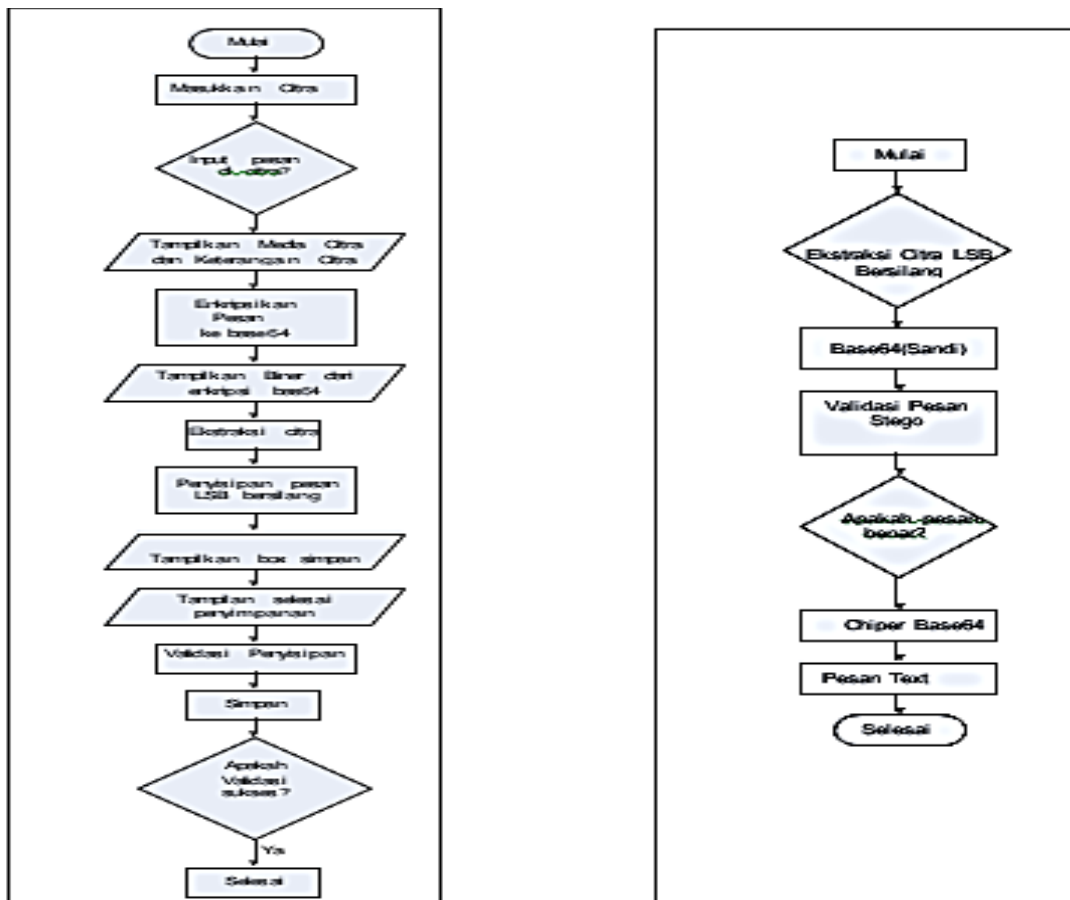 Mulai
Masukkan Citra
Input pesan
di citra?
Tampilkan Media Citra
dan Keterangan Citra
Enkripsikan
Pesan
ke base64
Tampilkan Biner dari
enkripsi bas64
Ekstraksi citra
Penyisipan pesan
LSB bersilang
Tampilkan box simpan
Tampilan selesai
penyimpanan
Validasi Penyisipan
Simpan
Apakah
Validasi
sukses?
Ya
Selesai
Mulai
Ekstraksi Citra LSB
Bersilang
Base64(Sandi)
Validasi Pesan
Stego
Apakah pesan
benar?
Chiper Base64
Pesan Text
Selesai